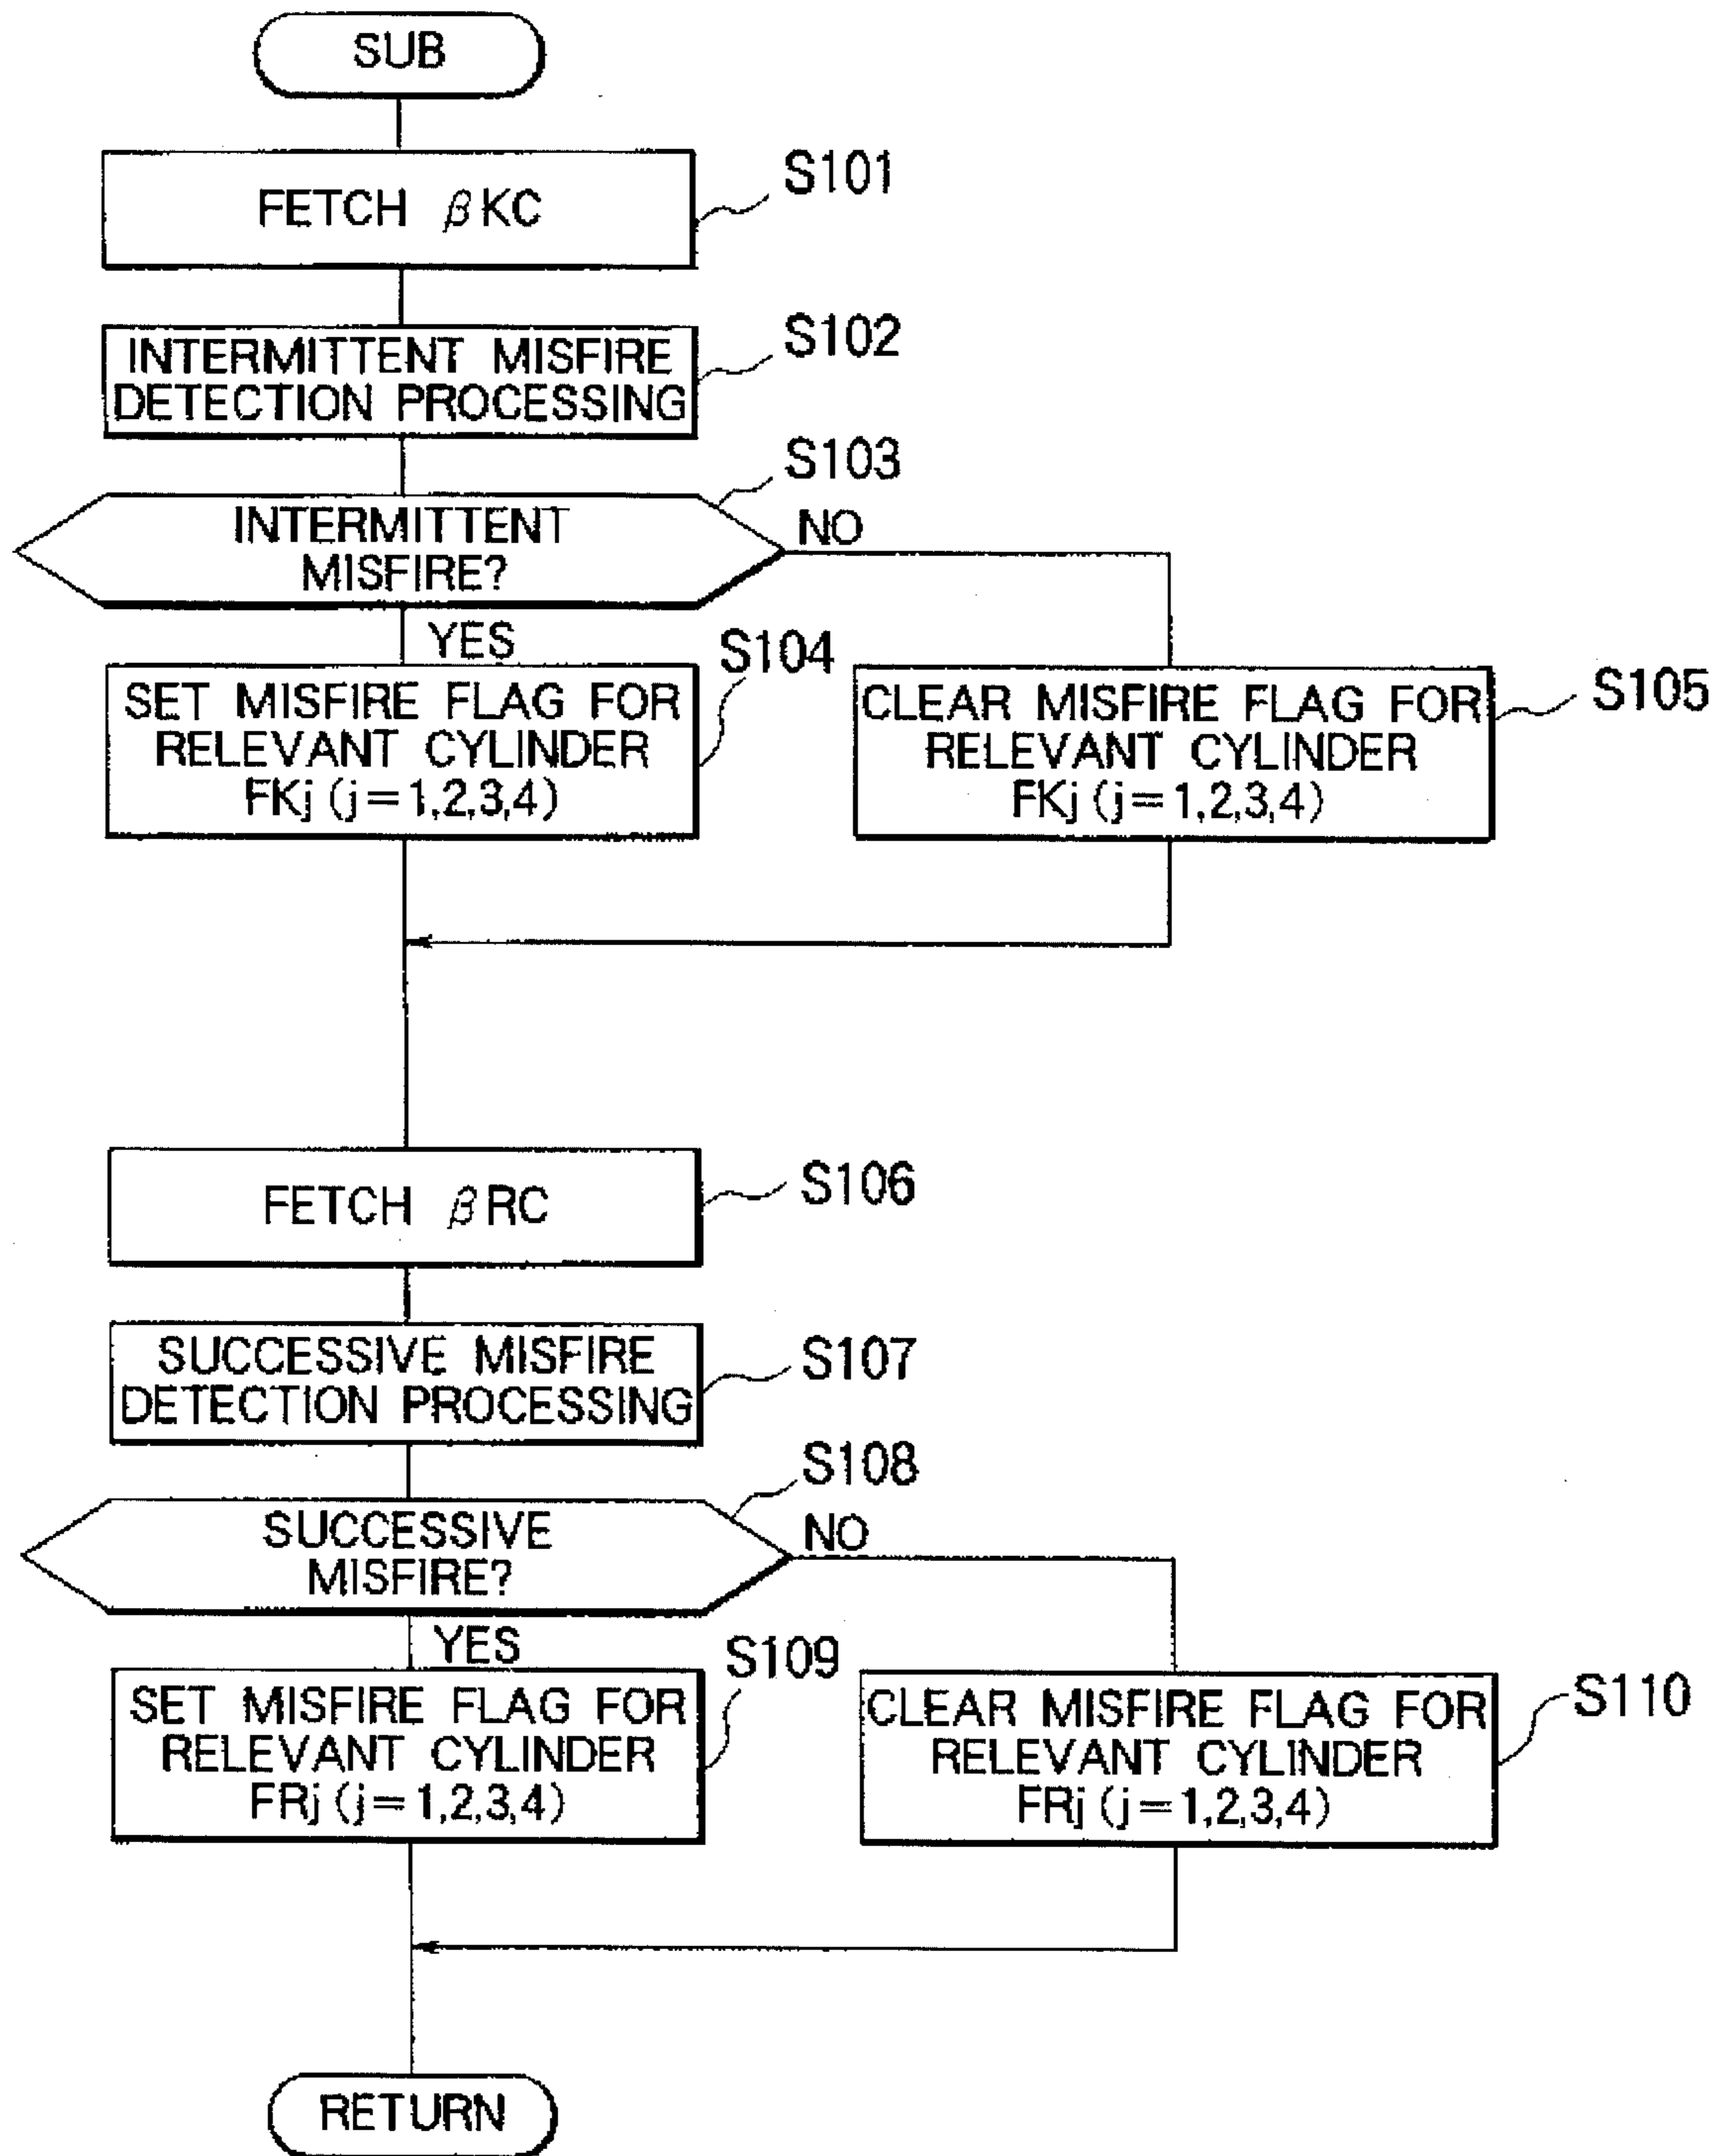 SUB
FETCH βKC
S101
INTERMITTENT MISFIRE
DETECTION PROCESSING
S102
INTERMITTENT
MISFIRE?
S103
NO
YES
SET MISFIRE FLAG FOR
RELEVANT CYLINDER
FKj (j=1,2,3,4)
S104
CLEAR MISFIRE FLAG FOR
RELEVANT CYLINDER
FKj (j=1,2,3,4)
S105
FETCH βRC
S106
SUCCESSIVE MISFIRE
DETECTION PROCESSING
S107
SUCCESSIVE
MISFIRE?
S108
NO
YES
SET MISFIRE FLAG FOR
RELEVANT CYLINDER
FRj (j=1,2,3,4)
S109
CLEAR MISFIRE FLAG FOR
RELEVANT CYLINDER
FRj (j=1,2,3,4)
S110
RETURN